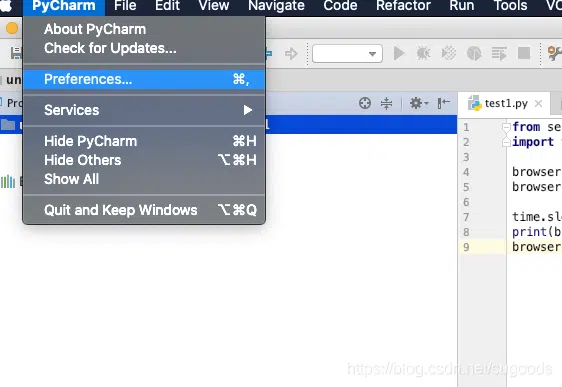 PyCharm File Edit View Navigate Code Refactor Run Tools VC
About PyCharm
Check for Updates...
Preferences... ⌘,
Services
Hide PyCharm ⌘H
Hide Others ⌥⌘H
Show All
Quit and Keep Windows ⌥⌘Q
un
Pro
test1.py
1 from se
2 import
3
4 browser
5 browser
6
7 time.sl
8 print(b
9 browser
https://blog.csdn.net/sugoods